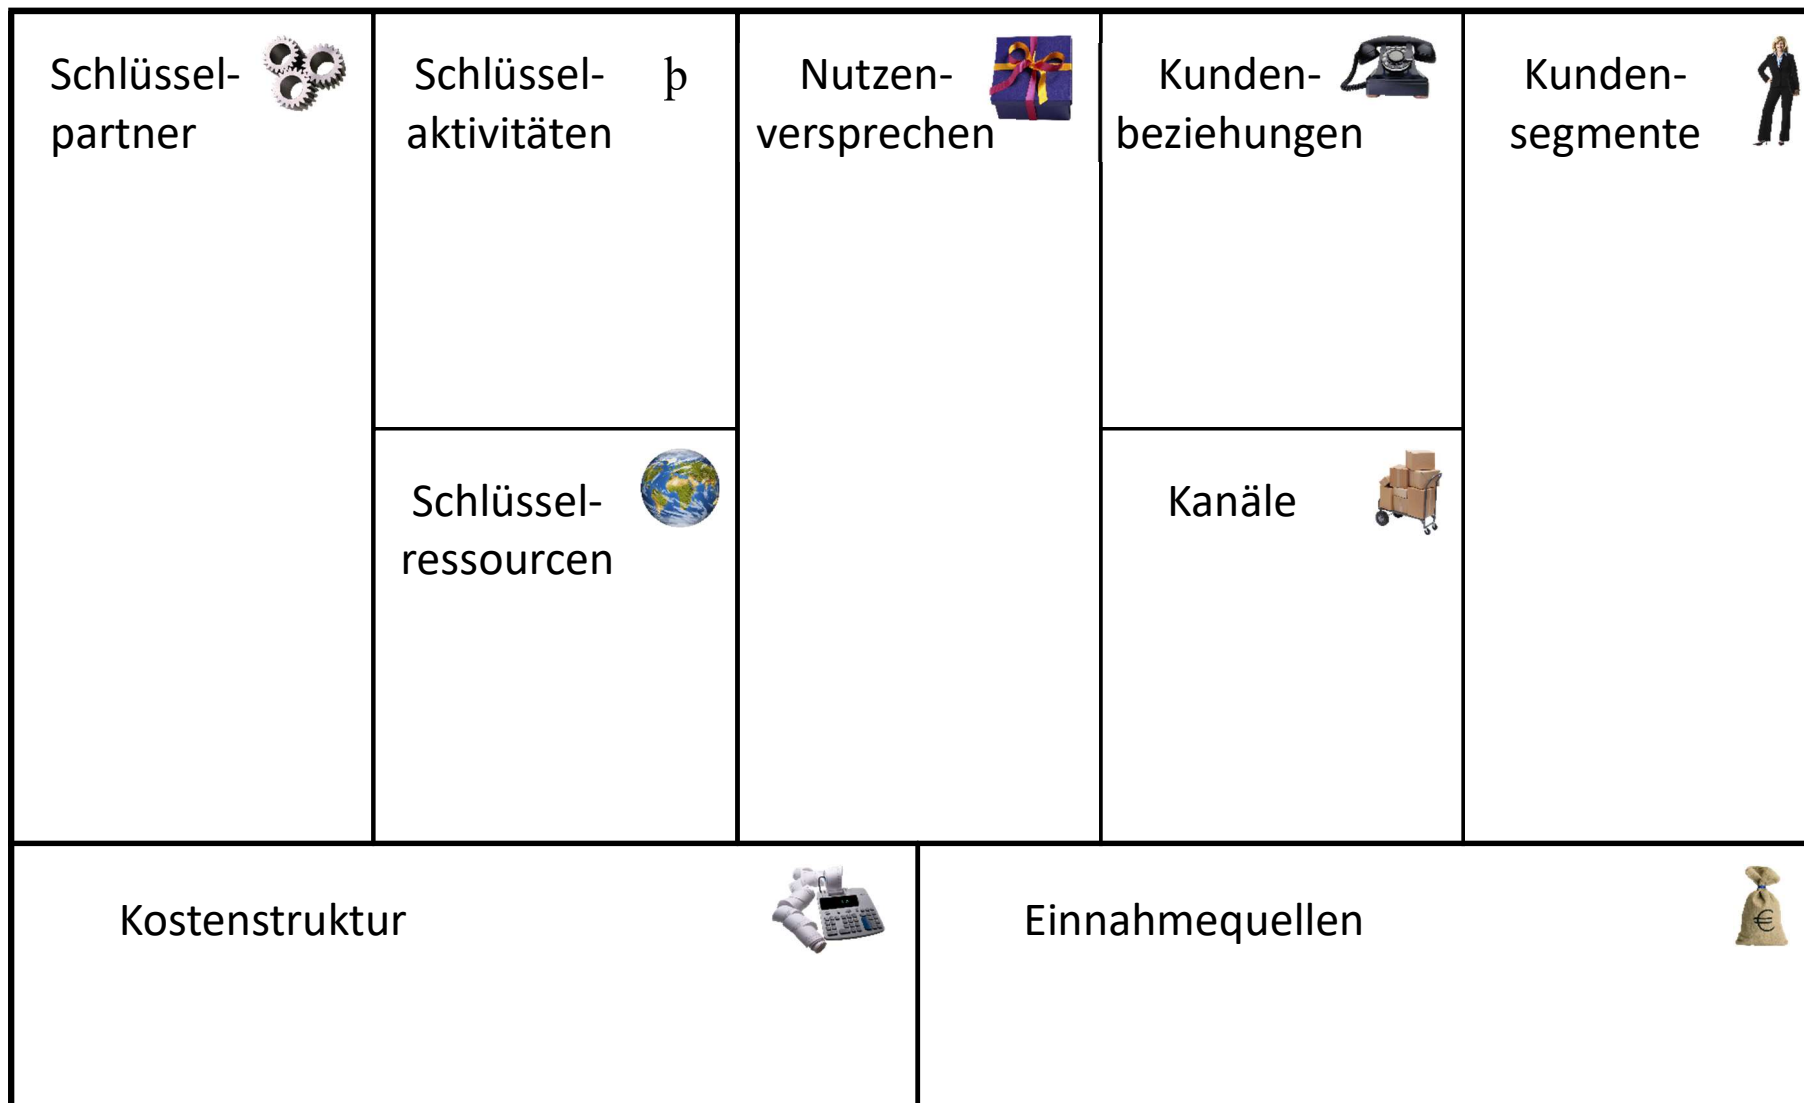 Schlüssel-
partner
Schlüssel- þ
aktivitäten
Nutzen-
versprechen
Kunden-
beziehungen
Kunden-
segmente
Schlüssel-
ressourcen
Kanäle
Kostenstruktur
Einnahmequellen
€